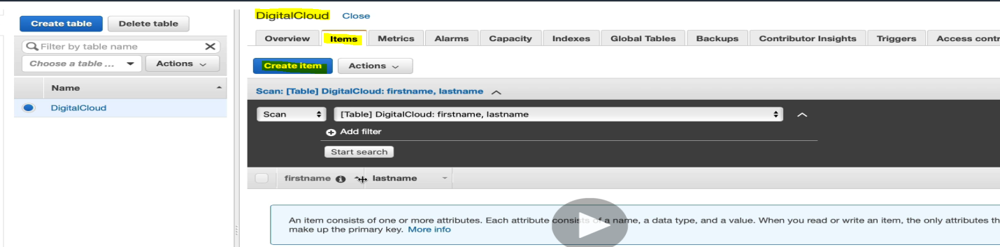 Create table
Delete table
Filter by table name
Choose a table ...
Actions
Name
DigitalCloud
DigitalCloud
Close
Overview
Items
Metrics
Alarms
Capacity
Indexes
Global Tables
Backups
Contributor Insights
Triggers
Access contr
Create item
Actions
Scan: [Table] DigitalCloud: firstname, lastname
Scan
[Table] DigitalCloud: firstname, lastname
Add filter
Start search
firstname
lastname
An item consists of one or more attributes. Each attribute consists of a name, a data type, and a value. When you read or write an item, the only attributes th
make up the primary key. More info